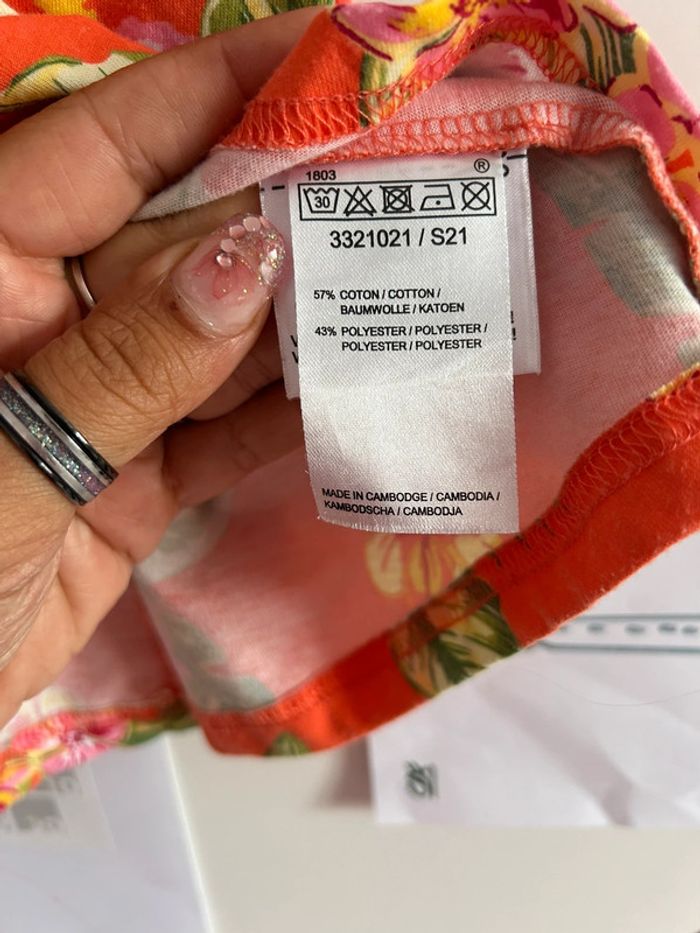 1803 ®
30
3321021 / S21
57% COTON / COTTON /
BAUMWOLLE / KATOEN
43% POLYESTER / POLYESTER /
POLYESTER / POLYESTER
MADE IN CAMBODGE / CAMBODIA /
KAMBODSCHA / CAMBODJA